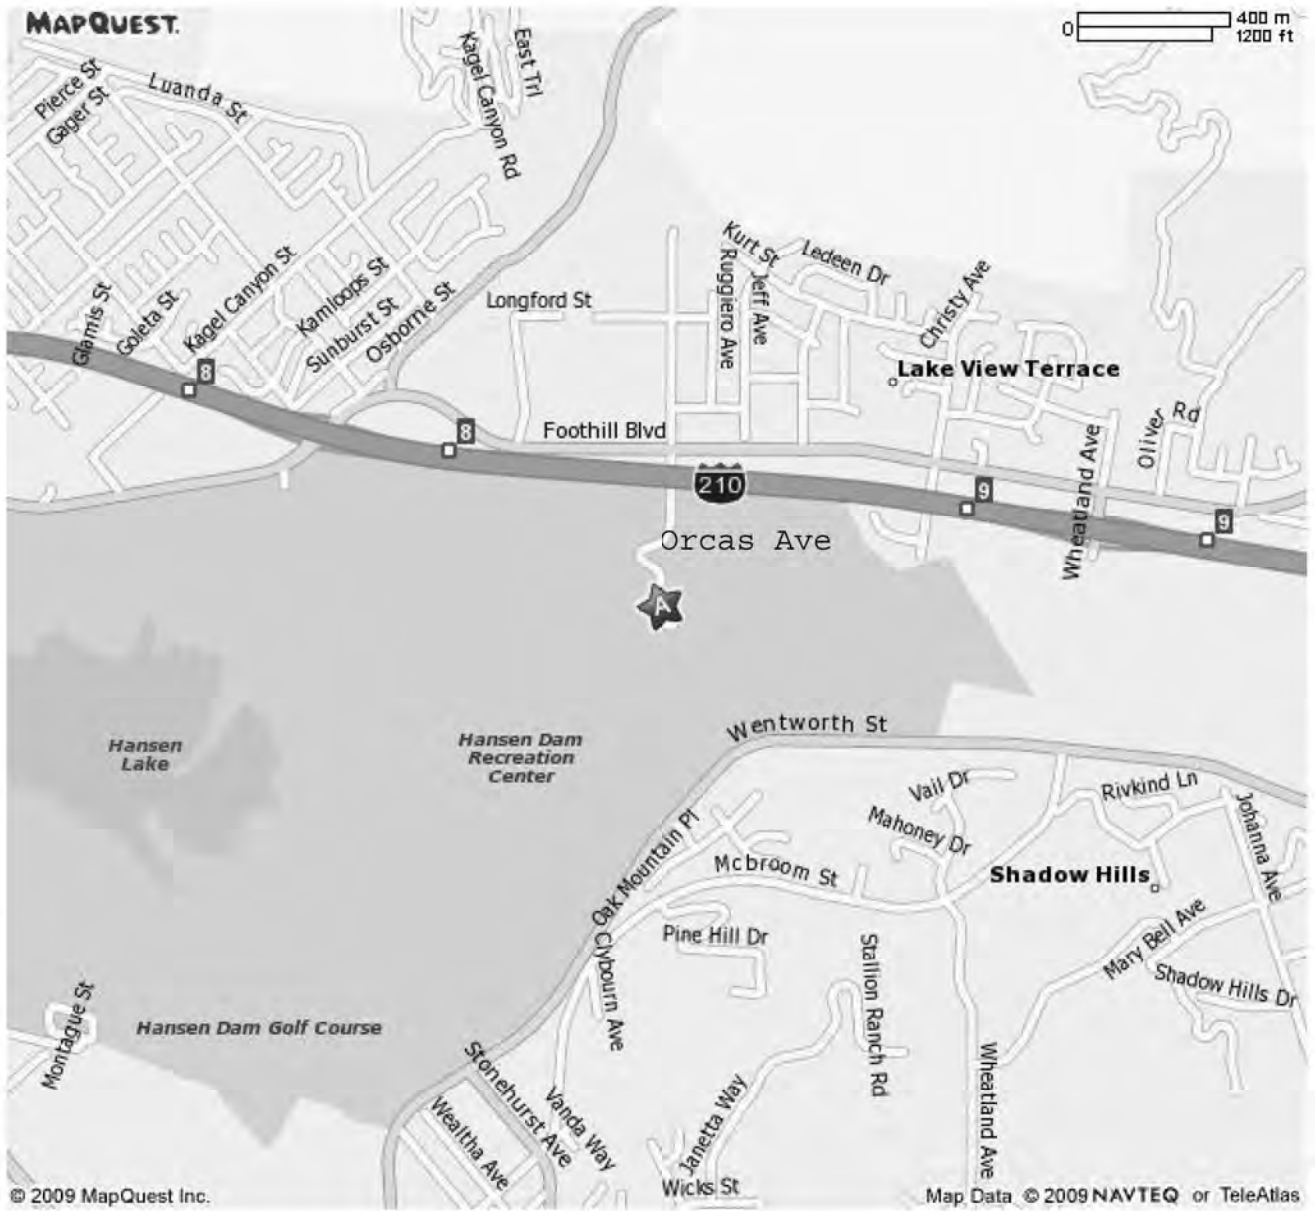 MAPQUEST.
0
400 m
1200 ft
Pierce St
Gager St
Luanda St
Kagel Canyon Rd
East Trl
Glamis St
Goleta St
Kagel Canyon St
Kamloops St
Sunburst St
Osborne St
Longford St
Kurt St
Ruggiero Ave
Jeff Ave
Ledeen Dr
Christy Ave
Lake View Terrace
8
8
Foothill Blvd
210
9
9
Wheatland Ave
Oliver Rd
Orcas Ave
A
Hansen
Lake
Hansen Dam
Recreation
Center
Wentworth St
Vail Dr
Rivkind Ln
Johanna Ave
Mahoney Dr
Oak Mountain Pl
Mcbroom St
Shadow Hills
Pine Hill Dr
Clybourn Ave
Stallion Ranch Rd
Mary Bell Ave
Shadow Hills Dr
Montague St
Hansen Dam Golf Course
Stonehurst Ave
Vanda Way
Wealtha Ave
Janetta Way
Wheatland Ave
Wicks St
© 2009 MapQuest Inc.
Map Data © 2009 NAVTEQ or TeleAtlas